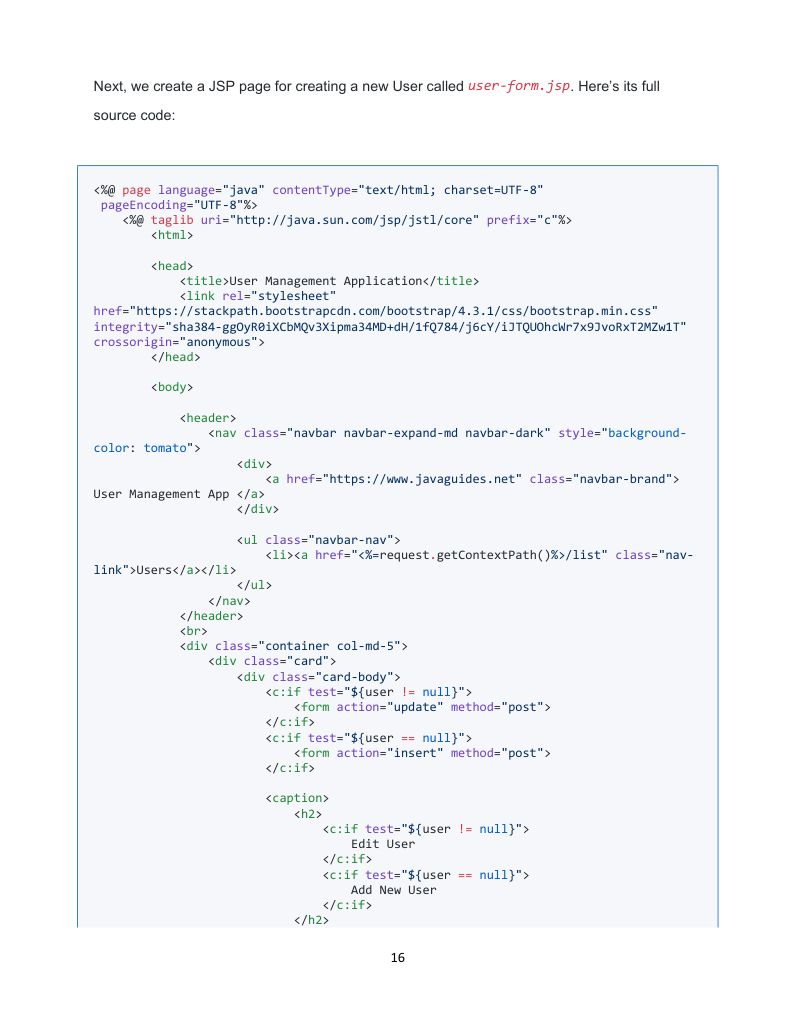 Next, we create a JSP page for creating a new User called user-form.jsp. Here’s its full
source code:
<%@ page language="java" contentType="text/html; charset=UTF-8"
 pageEncoding="UTF-8"%>
    <%@ taglib uri="http://java.sun.com/jsp/jstl/core" prefix="c"%>
        <html>

        <head>
            <title>User Management Application</title>
            <link rel="stylesheet"
href="https://stackpath.bootstrapcdn.com/bootstrap/4.3.1/css/bootstrap.min.css"
integrity="sha384-ggOyR0iXCbMQv3Xipma34MD+dH/1fQ784/j6cY/iJTQUOhcWr7x9JvoRxT2MZw1T"
crossorigin="anonymous">
        </head>

        <body>

            <header>
                <nav class="navbar navbar-expand-md navbar-dark" style="background-
color: tomato">
                    <div>
                        <a href="https://www.javaguides.net" class="navbar-brand">
User Management App </a>
                    </div>

                    <ul class="navbar-nav">
                        <li><a href="<%=request.getContextPath()%>/list" class="nav-
link">Users</a></li>
                    </ul>
                </nav>
            </header>
            <br>
            <div class="container col-md-5">
                <div class="card">
                    <div class="card-body">
                        <c:if test="${user != null}">
                            <form action="update" method="post">
                        </c:if>
                        <c:if test="${user == null}">
                            <form action="insert" method="post">
                        </c:if>

                        <caption>
                            <h2>
                                <c:if test="${user != null}">
                                    Edit User
                                </c:if>
                                <c:if test="${user == null}">
                                    Add New User
                                </c:if>
                            </h2>
16